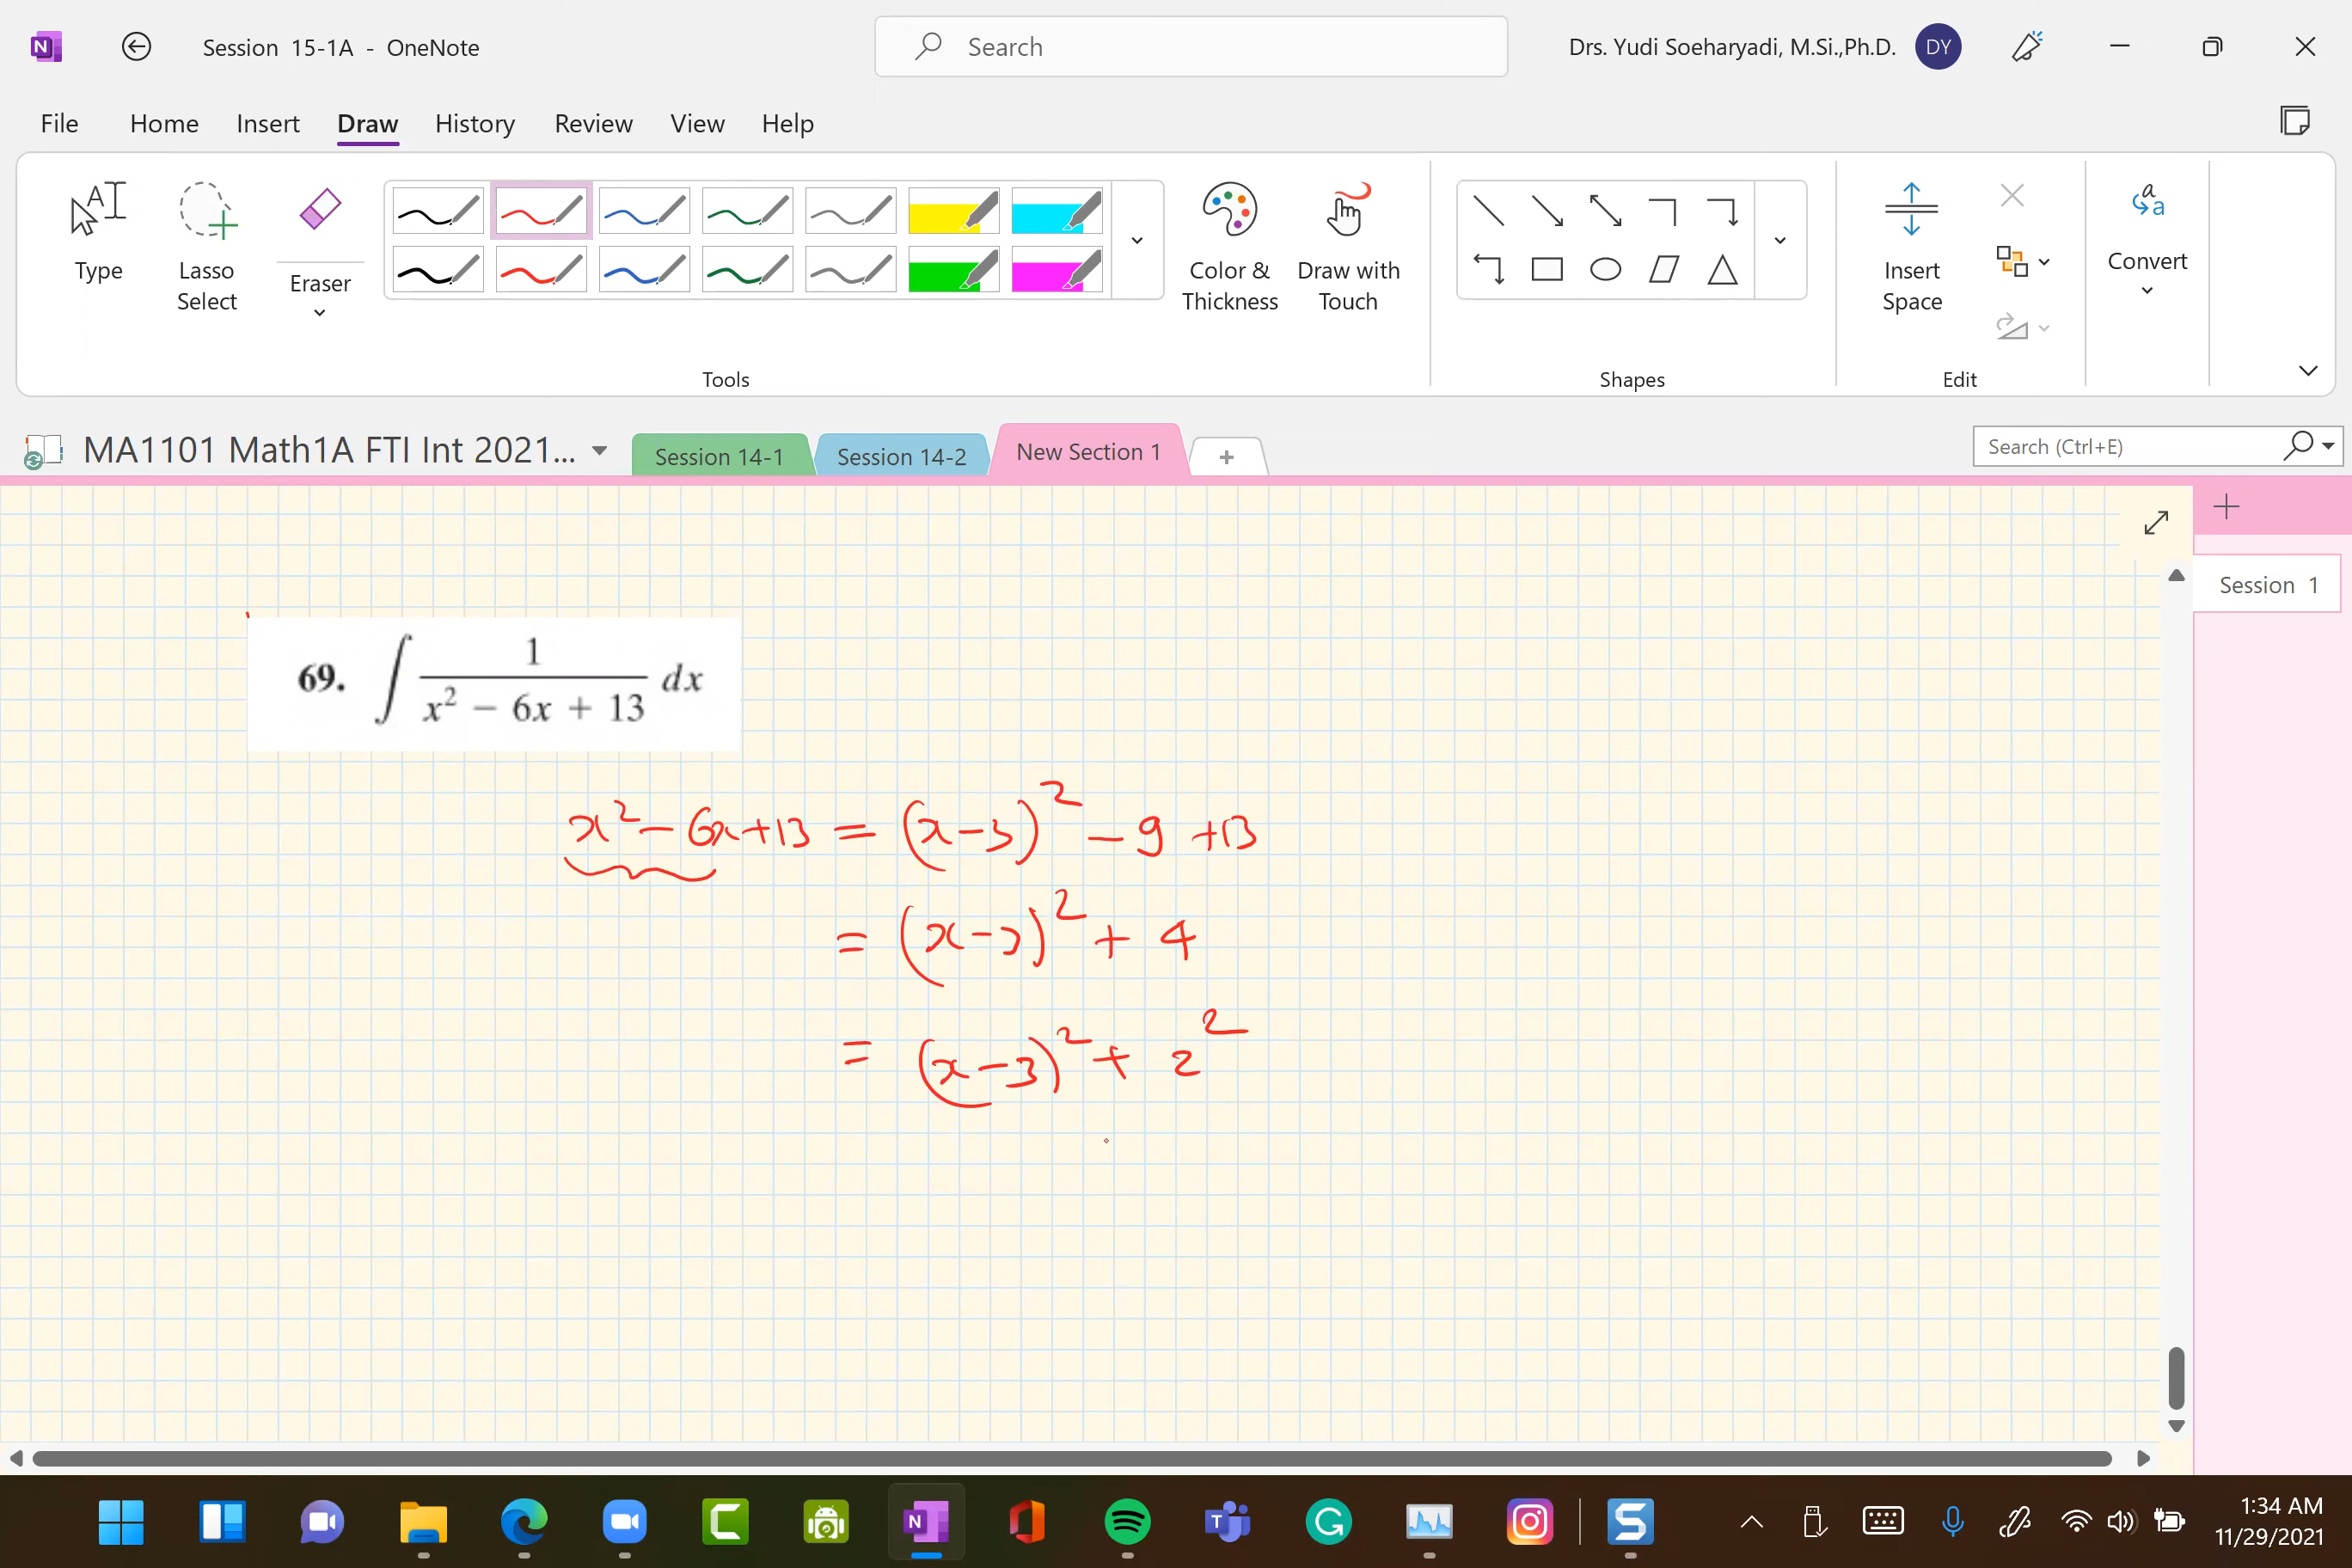 Session 15-1A - OneNote
Search
Drs. Yudi Soeharyadi, M.Si.,Ph.D.
DY
File Home Insert Draw History Review View Help
Type
Lasso Select
Eraser
Color & Thickness
Draw with Touch
Insert Space
Convert
Tools
Shapes
Edit
MA1101 Math1A FTI Int 2021...
Session 14-1
Session 14-2
New Section 1
Search (Ctrl+E)
Session 1
69. ∫ 1/(x² − 6x + 13) dx
x² − 6x + 13 = (x − 3)² − 9 + 13
= (x − 3)² + 4
= (x − 3)² + 2²
1:34 AM
11/29/2021